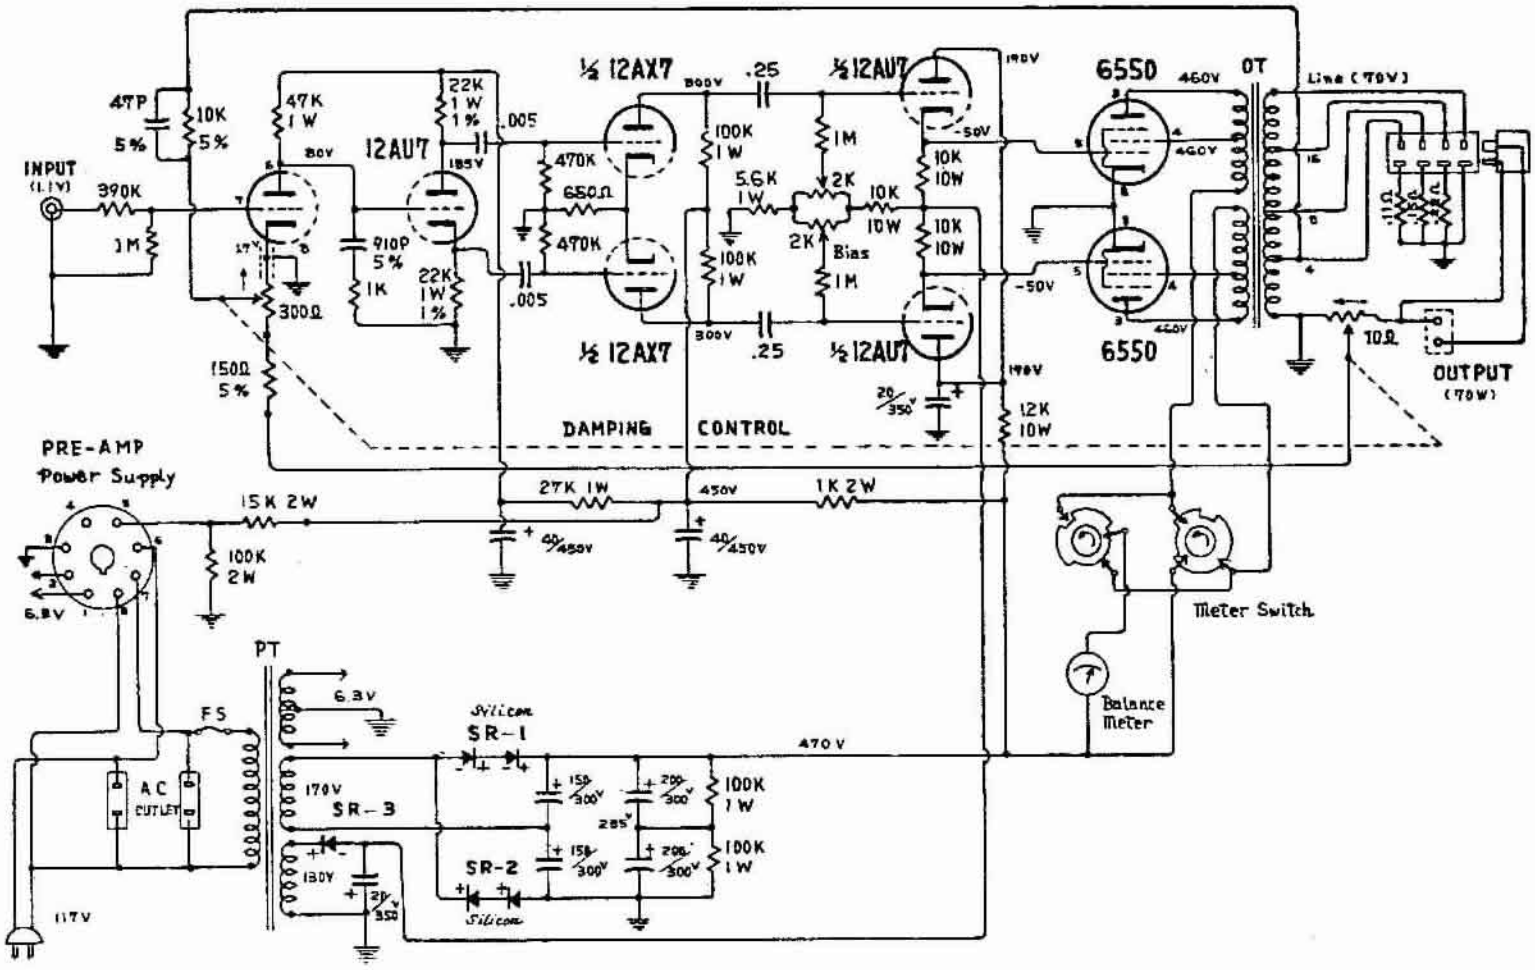 ½ 12AX7
.25
½ 12AU7
190V
6550
460V
OT
Line (70V)
47P
5%
10K
5%
47K
1W
22K
1W
1%
.005
800V
80V
12AU7
185V
470K
100K
1W
1M
-50V
10K
10W
460V
16
INPUT
(1.1V)
390K
1M
650Ω
5.6K
1W
2K
10K
10W
910P
5%
1K
470K
22K
1W
1%
.005
2K
Bias
10K
10W
100K
1W
1M
-50V
8
4
300Ω
300V
½ 12AX7
.25
½ 12AU7
460V
6550
10Ω
OUTPUT
(70W)
150Ω
5%
190V
20/350V
1.2K
10W
DAMPING CONTROL
PRE-AMP
Power Supply
15K 2W
27K 1W
450V
1K 2W
100K
2W
40/450V
40/450V
6.3V
Meter Switch
PT
FS
6.3V
Silicon
SR-1
470V
Balance
Meter
AC
OUTLET
170V
SR-3
150/300V
200/300V
100K
1W
285V
130V
20/350
SR-2
Silicon
150/300V
200/300V
100K
1W
117V